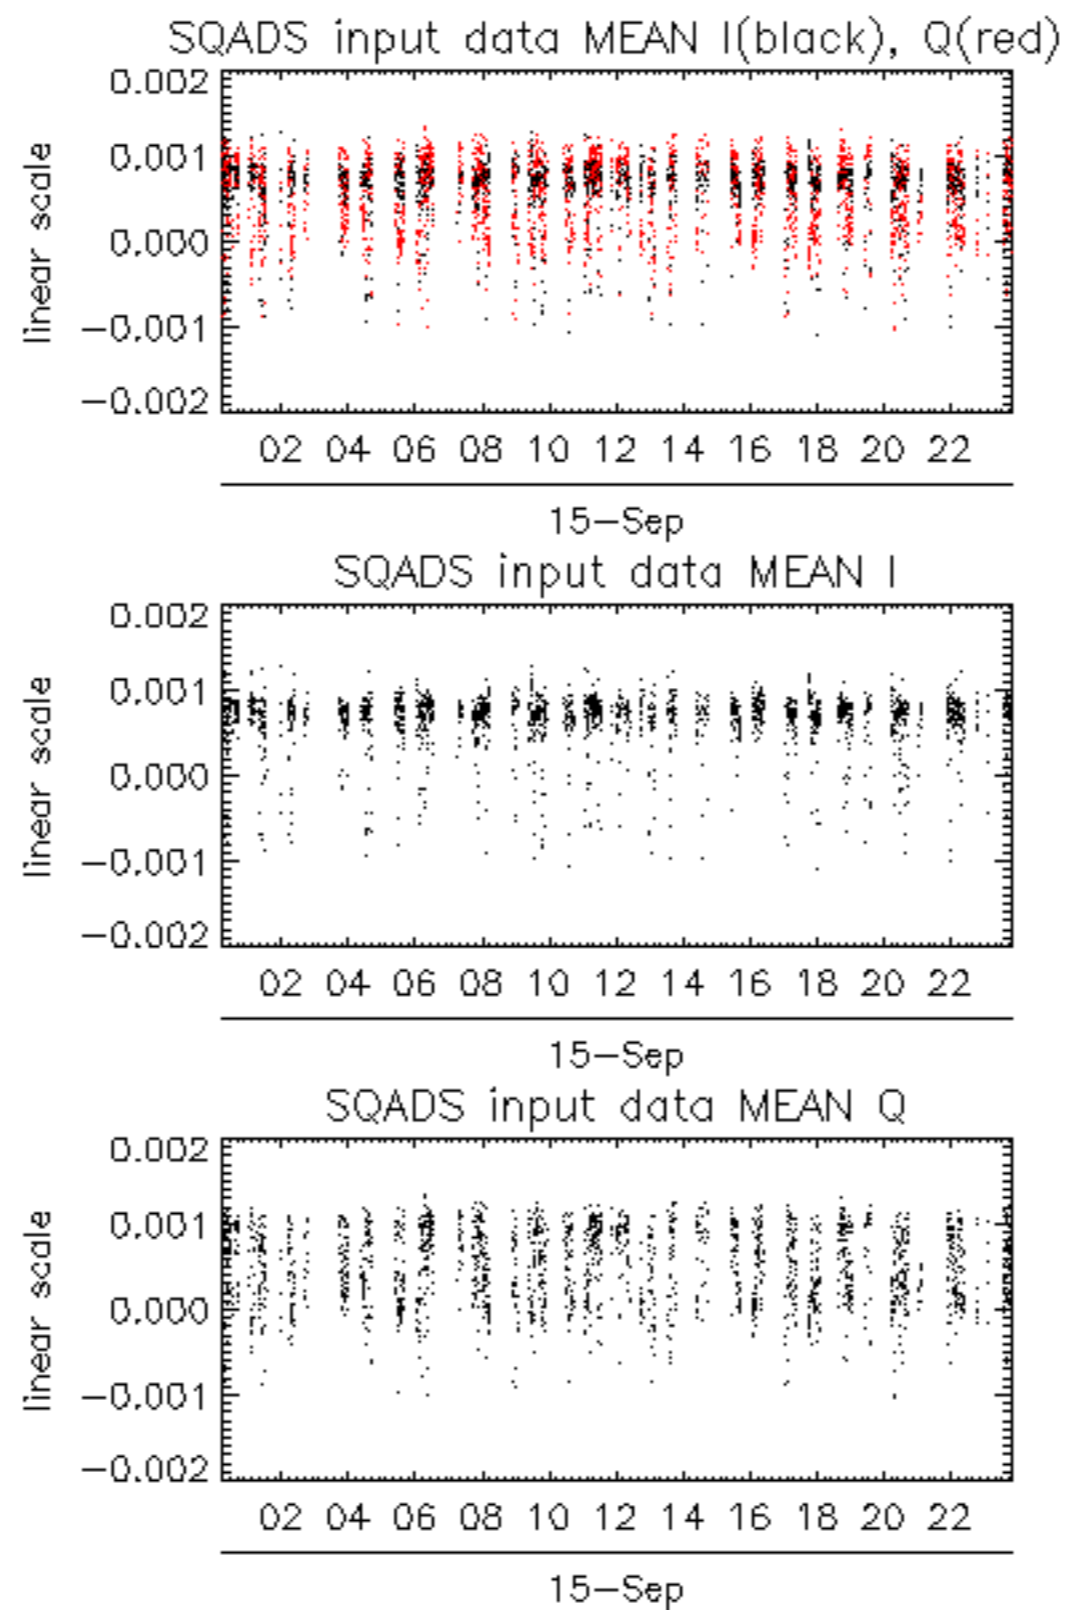 SQADS input data MEAN I(black), Q(red)
0.002
0.001
0.000
−0.001
−0.002
linear scale
02 04 06 08 10 12 14 16 18 20 22
15−Sep
SQADS input data MEAN I
0.002
0.001
0.000
−0.001
−0.002
linear scale
02 04 06 08 10 12 14 16 18 20 22
15−Sep
SQADS input data MEAN Q
0.002
0.001
0.000
−0.001
−0.002
linear scale
02 04 06 08 10 12 14 16 18 20 22
15−Sep